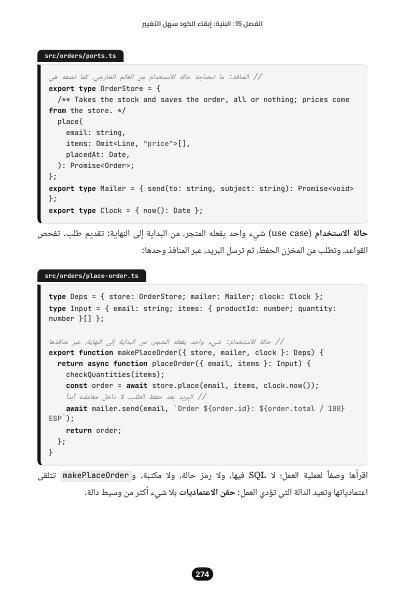 الفصل 15: البنية: إبقاء الكود سهل التغيير
src/orders/ports.ts
// المنافذ: ما تحتاجه حالة الاستخدام من العالم الخارجي، كما تصفه هي
export type OrderStore = {
/** Takes the stock and saves the order, all or nothing; prices come
from the store. */
place(
email: string,
items: Omit<Line, "price">[],
placedAt: Date,
): Promise<Order>;
};
export type Mailer = { send(to: string, subject: string): Promise<void>
};
export type Clock = { now(): Date };
حالة الاستخدام (use case) شيء واحد يفعله المتجر، من البداية إلى النهاية: تقديم طلب. تفحص
القواعد، وتطلب من المخزن الحفظ، ثم ترسل البريد، عبر المنافذ وحدها:
src/orders/place-order.ts
type Deps = { store: OrderStore; mailer: Mailer; clock: Clock };
type Input = { email: string; items: { productId: number; quantity:
number }[] };
// حالة الاستخدام: شيء واحد يفعله المتجر، من البداية إلى النهاية، عبر منافذها
export function makePlaceOrder({ store, mailer, clock }: Deps) {
return async function placeOrder({ email, items }: Input) {
checkQuantities(items);
const order = await store.place(email, items, clock.now());
// البريد بعد حفظ الطلب، لا داخل معاملته أبداً
await mailer.send(email, `Order ${order.id}: ${order.total / 100}
EGP`);
return order;
};
}
اقرأها وصفاً لعملية العمل؛ لا SQL فيها، ولا رمز حالة، ولا مكتبة. وmakePlaceOrder تتلقى
اعتمادياتها وتعيد الدالة التي تؤدي العمل: حقن الاعتماديات بلا شيء أكثر من وسيط دالة.
274